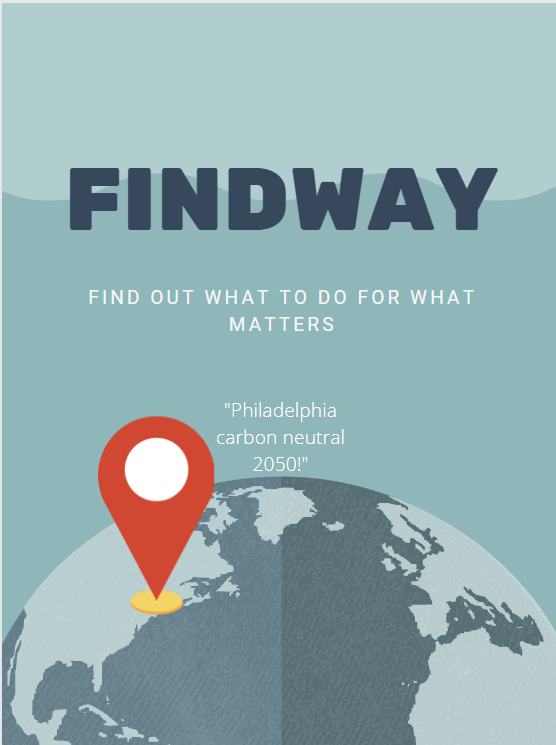 FINDWAY
FIND OUT WHAT TO DO FOR WHAT
MATTERS
"Philadelphia
carbon neutral
2050!"